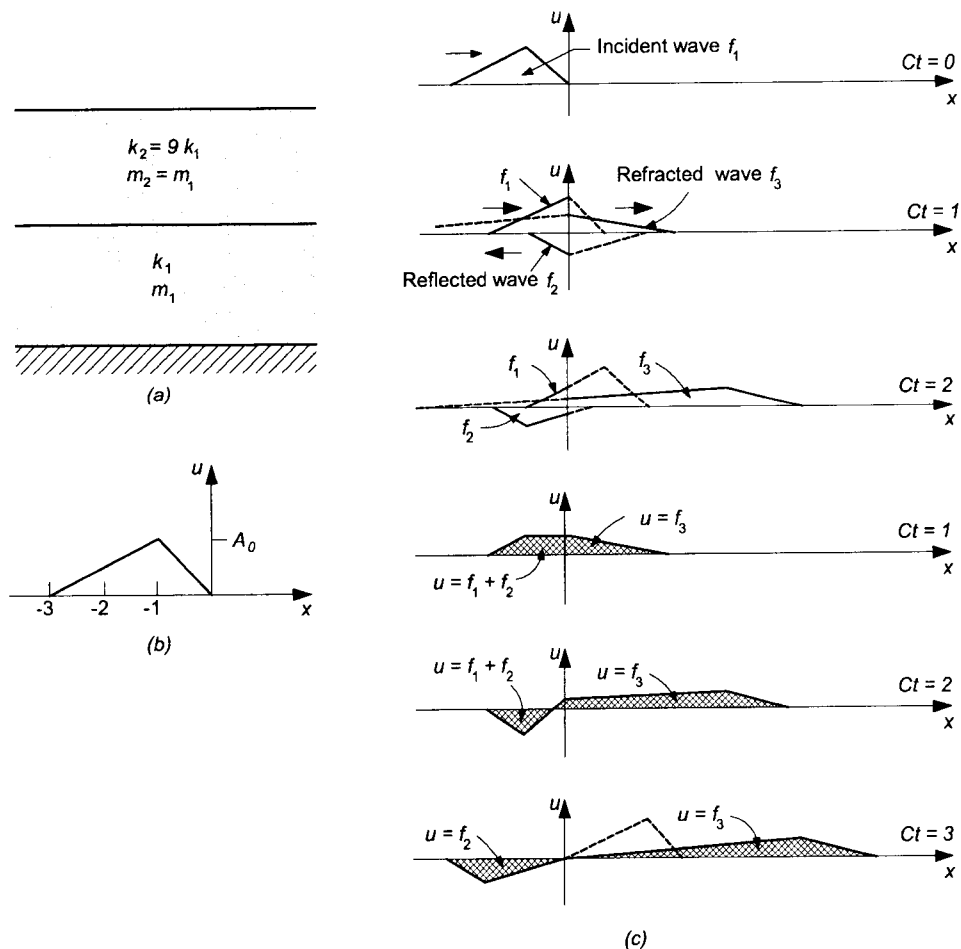 k₂ = 9 k₁
m₂ = m₁
k₁
m₁
(a)
u
A₀
-3 -2 -1 x
(b)
u
Incident wave f₁
Ct = 0
x
u
f₁
Refracted wave f₃
Ct = 1
x
Reflected wave f₂
u
f₁
f₃
Ct = 2
x
f₂
u
u = f₃
Ct = 1
x
u = f₁ + f₂
u
u = f₁ + f₂
u = f₃
Ct = 2
x
u
u = f₂
u = f₃
Ct = 3
x
(c)